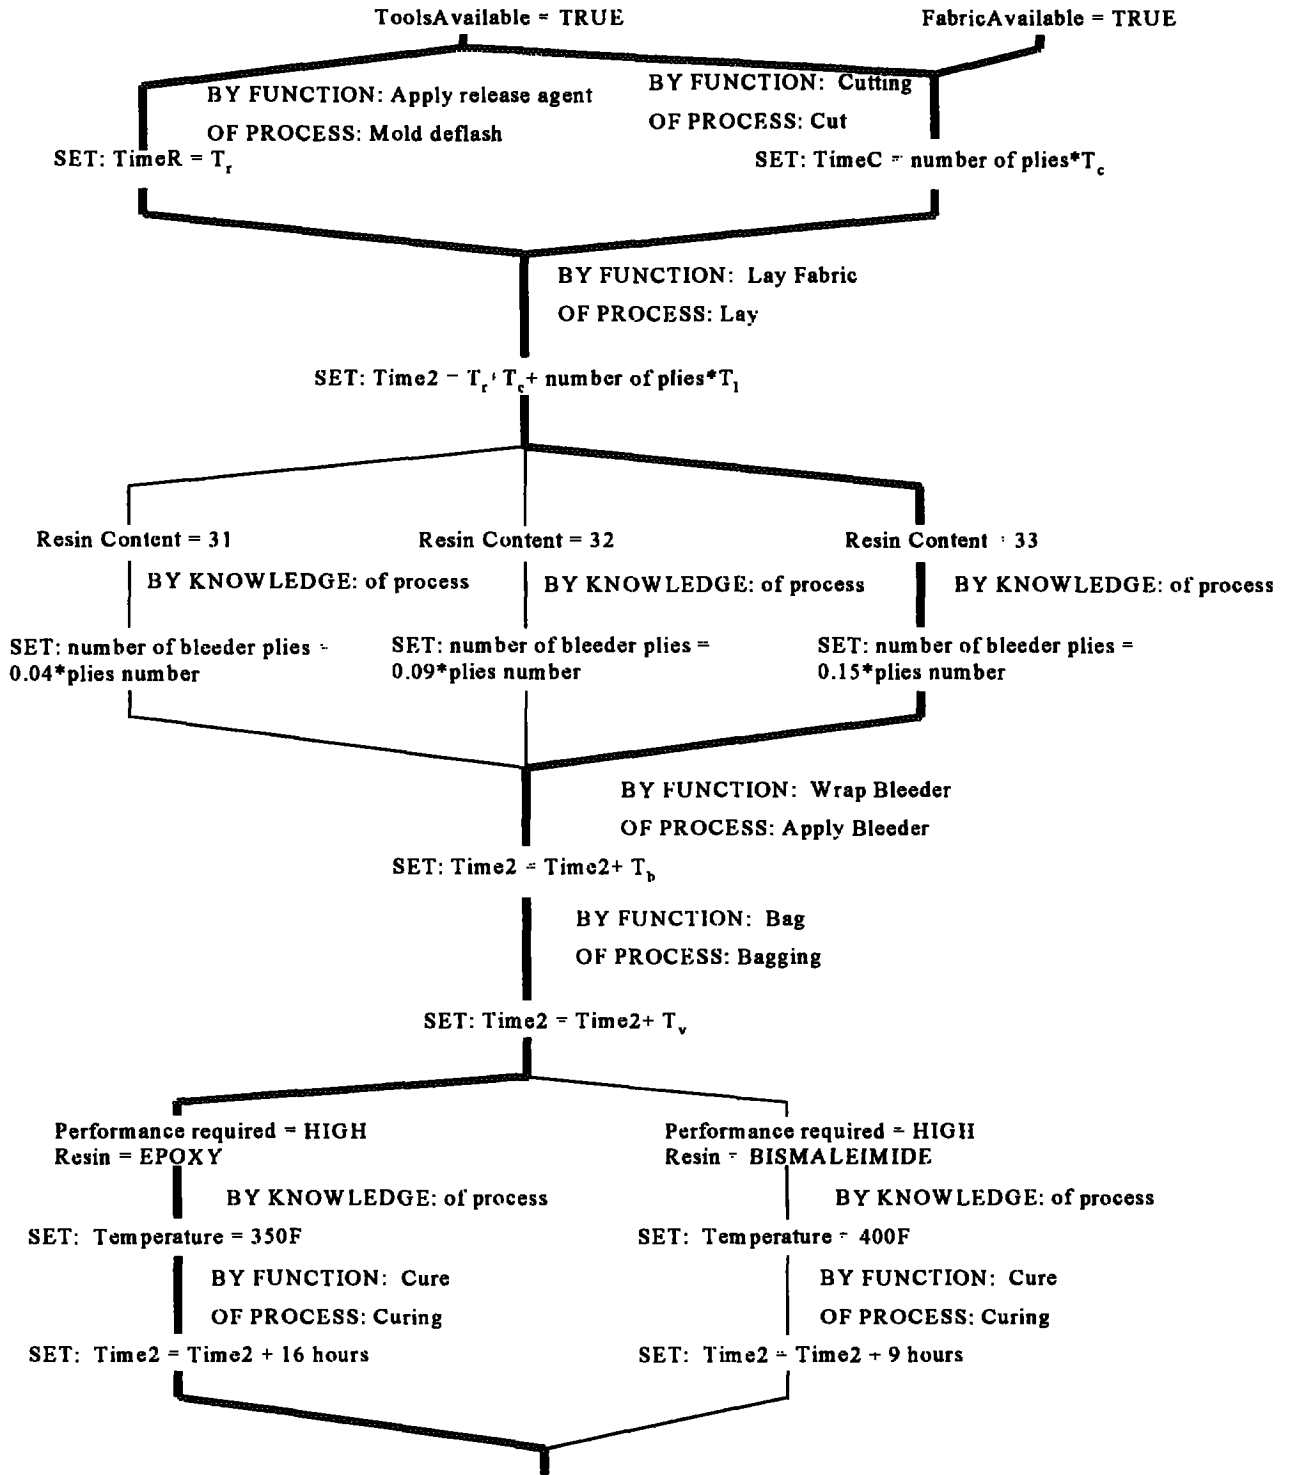 ToolsAvailable = TRUE
FabricAvailable = TRUE
BY FUNCTION: Apply release agent
OF PROCESS: Mold deflash
BY FUNCTION: Cutting
OF PROCESS: Cut
SET: TimeR = Tr
SET: TimeC = number of plies*Tc
BY FUNCTION: Lay Fabric
OF PROCESS: Lay
SET: Time2 = Tr+ Tc+ number of plies*Tl
Resin Content = 31
Resin Content = 32
Resin Content = 33
BY KNOWLEDGE: of process
BY KNOWLEDGE: of process
BY KNOWLEDGE: of process
SET: number of bleeder plies =
0.04*plies number
SET: number of bleeder plies =
0.09*plies number
SET: number of bleeder plies =
0.15*plies number
BY FUNCTION: Wrap Bleeder
OF PROCESS: Apply Bleeder
SET: Time2 = Time2+ Tb
BY FUNCTION: Bag
OF PROCESS: Bagging
SET: Time2 = Time2+ Tv
Performance required = HIGH
Resin = EPOXY
Performance required = HIGH
Resin = BISMALEIMIDE
BY KNOWLEDGE: of process
BY KNOWLEDGE: of process
SET: Temperature = 350F
SET: Temperature = 400F
BY FUNCTION: Cure
OF PROCESS: Curing
BY FUNCTION: Cure
OF PROCESS: Curing
SET: Time2 = Time2 + 16 hours
SET: Time2 = Time2 + 9 hours